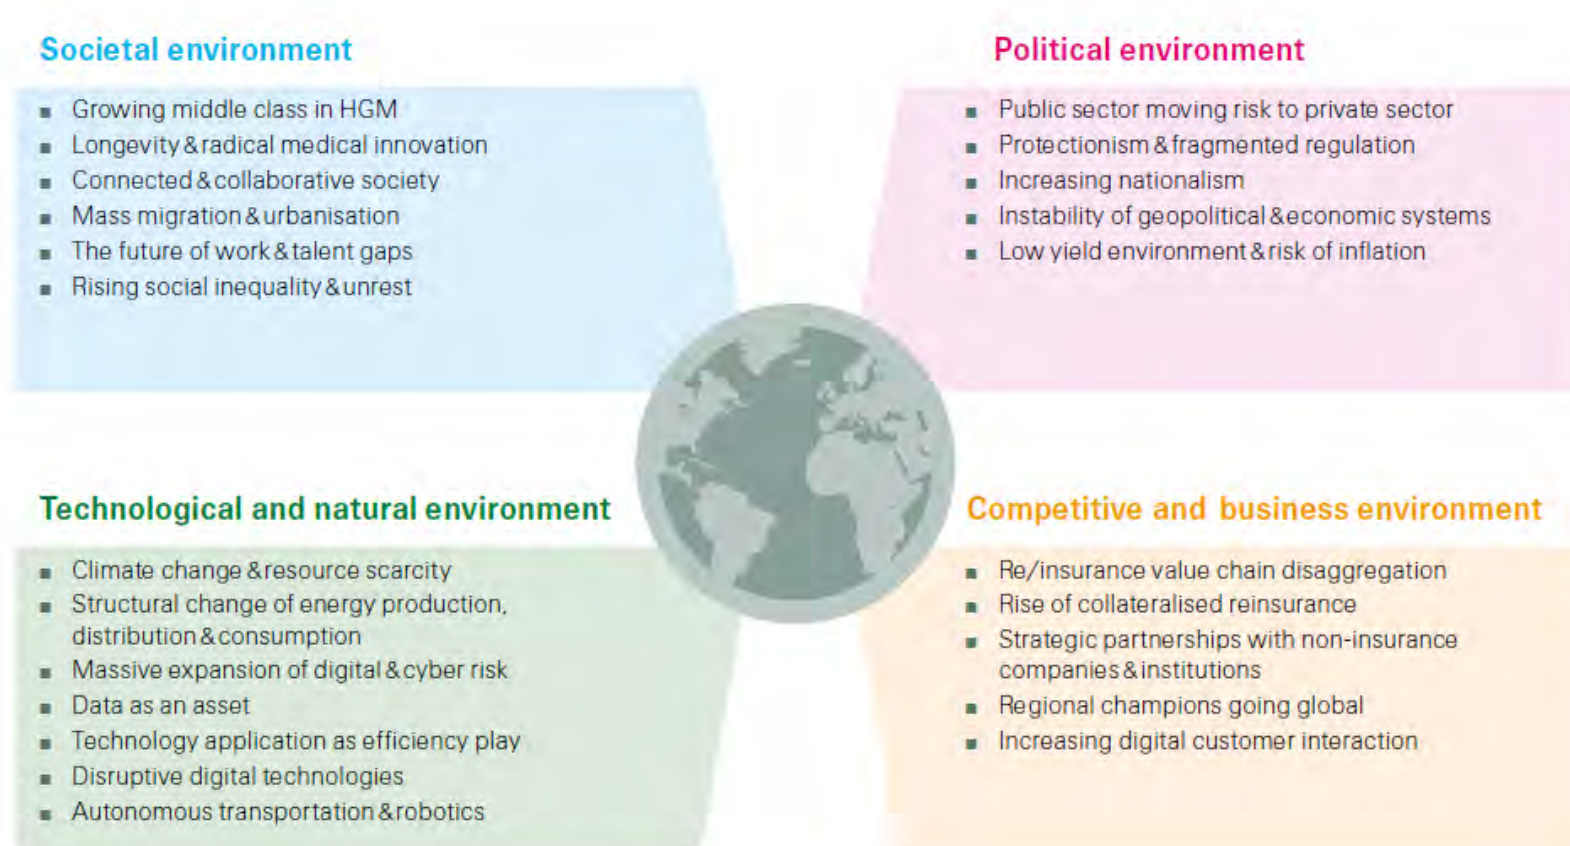 Societal environment
Growing middle class in HGM
Longevity & radical medical innovation
Connected & collaborative society
Mass migration & urbanisation
The future of work & talent gaps
Rising social inequality & unrest
Political environment
Public sector moving risk to private sector
Protectionism & fragmented regulation
Increasing nationalism
Instability of geopolitical & economic systems
Low yield environment & risk of inflation
Technological and natural environment
Climate change & resource scarcity
Structural change of energy production,
distribution & consumption
Massive expansion of digital & cyber risk
Data as an asset
Technology application as efficiency play
Disruptive digital technologies
Autonomous transportation & robotics
Competitive and business environment
Re/insurance value chain disaggregation
Rise of collateralised reinsurance
Strategic partnerships with non-insurance
companies & institutions
Regional champions going global
Increasing digital customer interaction